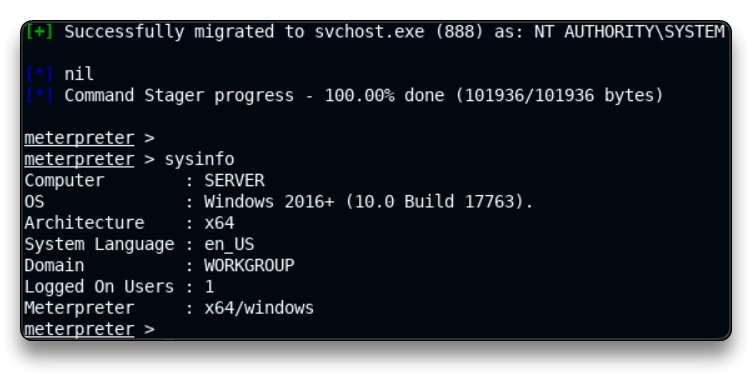 [+] Successfully migrated to svchost.exe (888) as: NT AUTHORITY\SYSTEM
[*] nil
[*] Command Stager progress - 100.00% done (101936/101936 bytes)
meterpreter >
meterpreter > sysinfo
Computer        : SERVER
OS              : Windows 2016+ (10.0 Build 17763).
Architecture    : x64
System Language : en_US
Domain          : WORKGROUP
Logged On Users : 1
Meterpreter     : x64/windows
meterpreter >